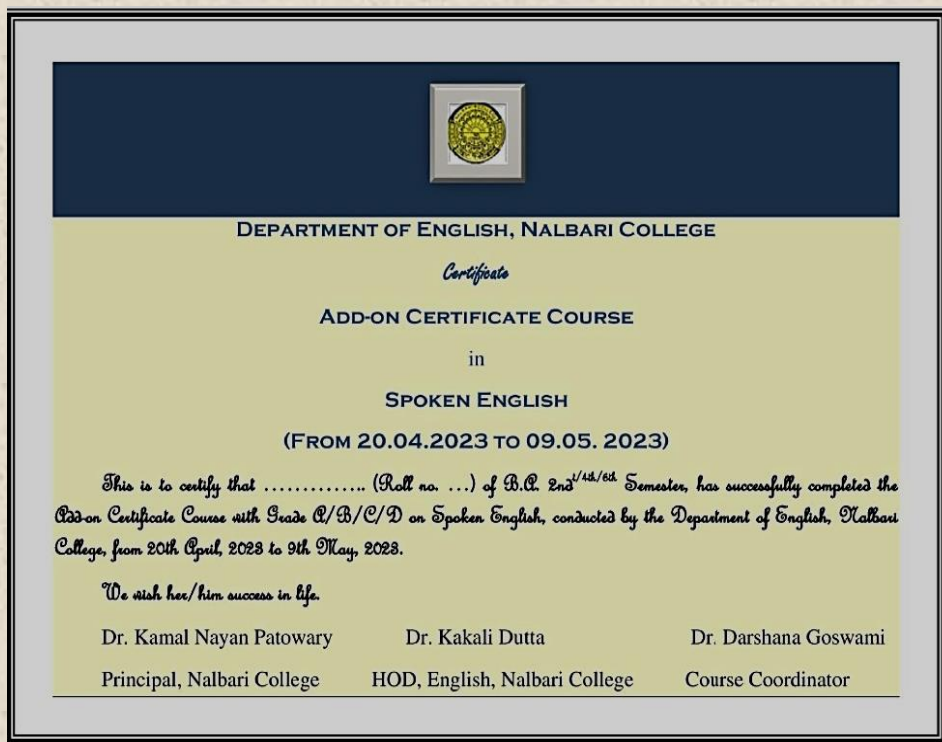 DEPARTMENT OF ENGLISH, NALBARI COLLEGE
Certificate
ADD-ON CERTIFICATE COURSE
in
SPOKEN ENGLISH
(FROM 20.04.2023 TO 09.05. 2023)
This is to certify that ………….. (Roll no. …) of B.A. 2nd t/4th/6th Semester, has successfully completed the
Add-on Certificate Course with Grade A/B/C/D on Spoken English, conducted by the Department of English, Nalbari
College, from 20th April, 2023 to 9th May, 2023.
We wish her/him success in life.
Dr. Kamal Nayan Patowary Dr. Kakali Dutta Dr. Darshana Goswami
Principal, Nalbari College HOD, English, Nalbari College Course Coordinator